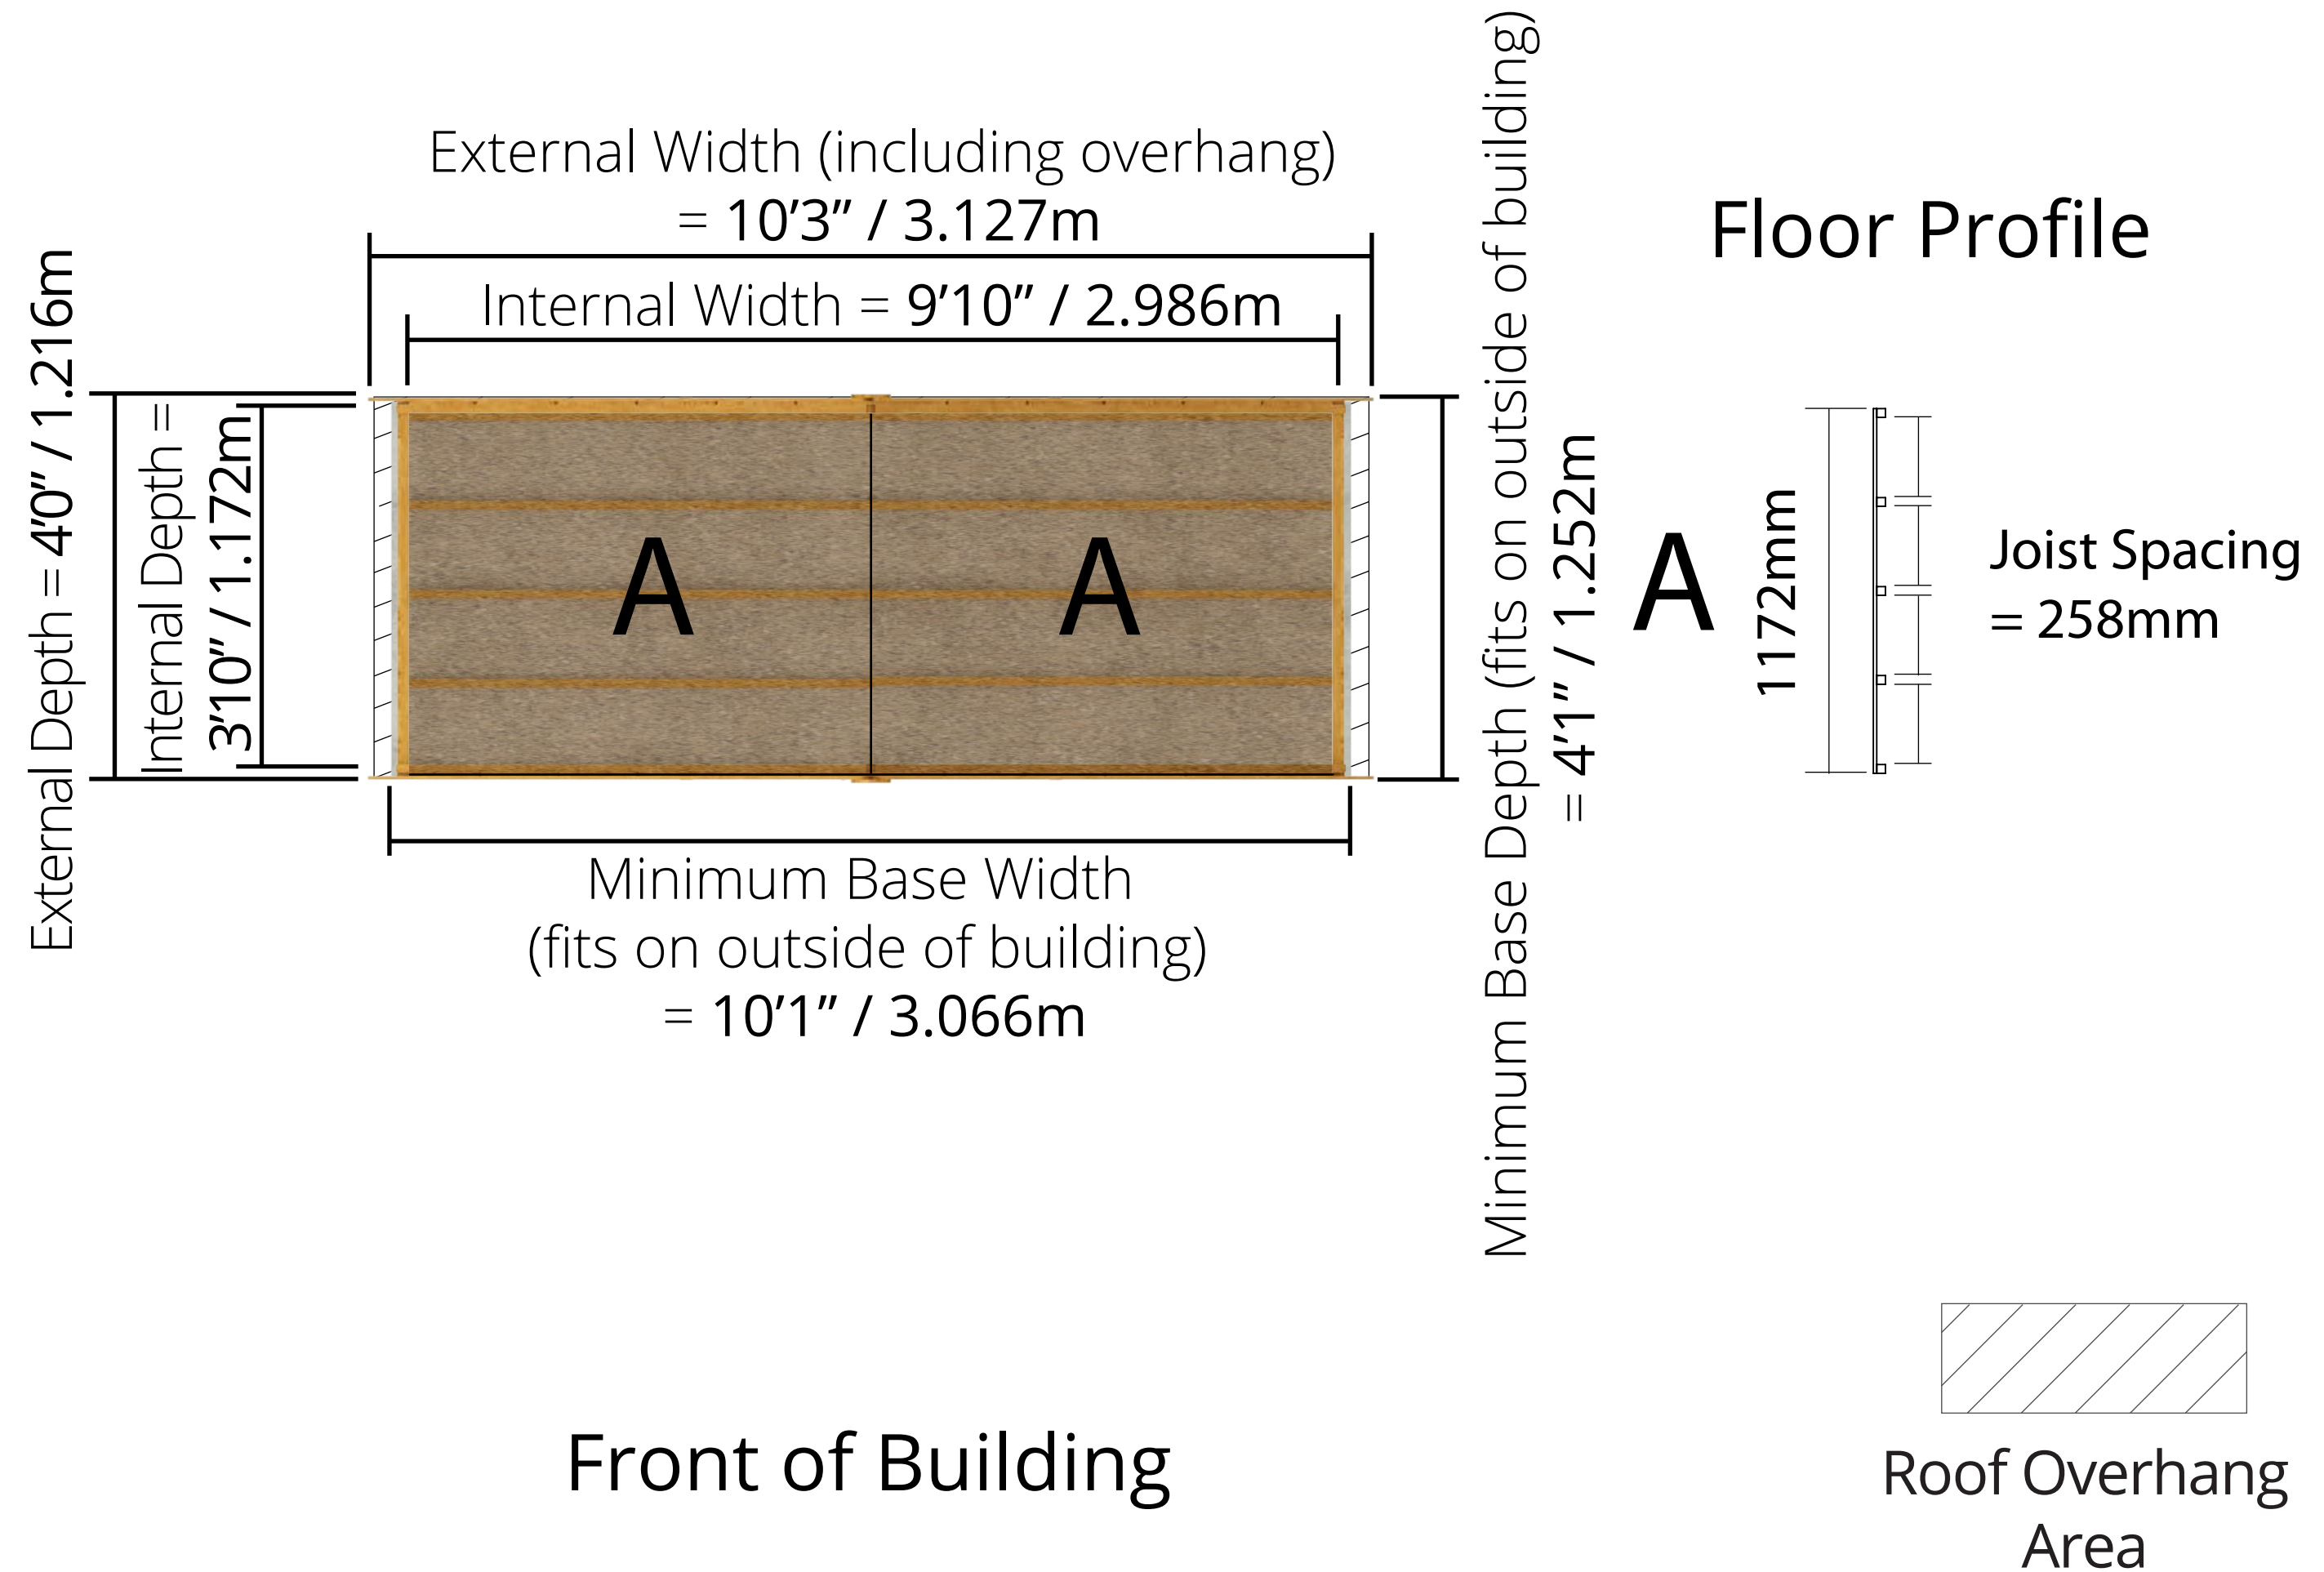 External Width (including overhang)
= 10’3” / 3.127m
Internal Width = 9’10” / 2.986m
External Depth = 4’0” / 1.216m
Internal Depth =
3’10” / 1.172m
A
A
Minimum Base Width
(fits on outside of building)
= 10’1” / 3.066m
Minimum Base Depth (fits on outside of building)
= 4’1” / 1.252m
Floor Profile
A
1172mm
Joist Spacing
= 258mm
Front of Building
Roof Overhang
Area